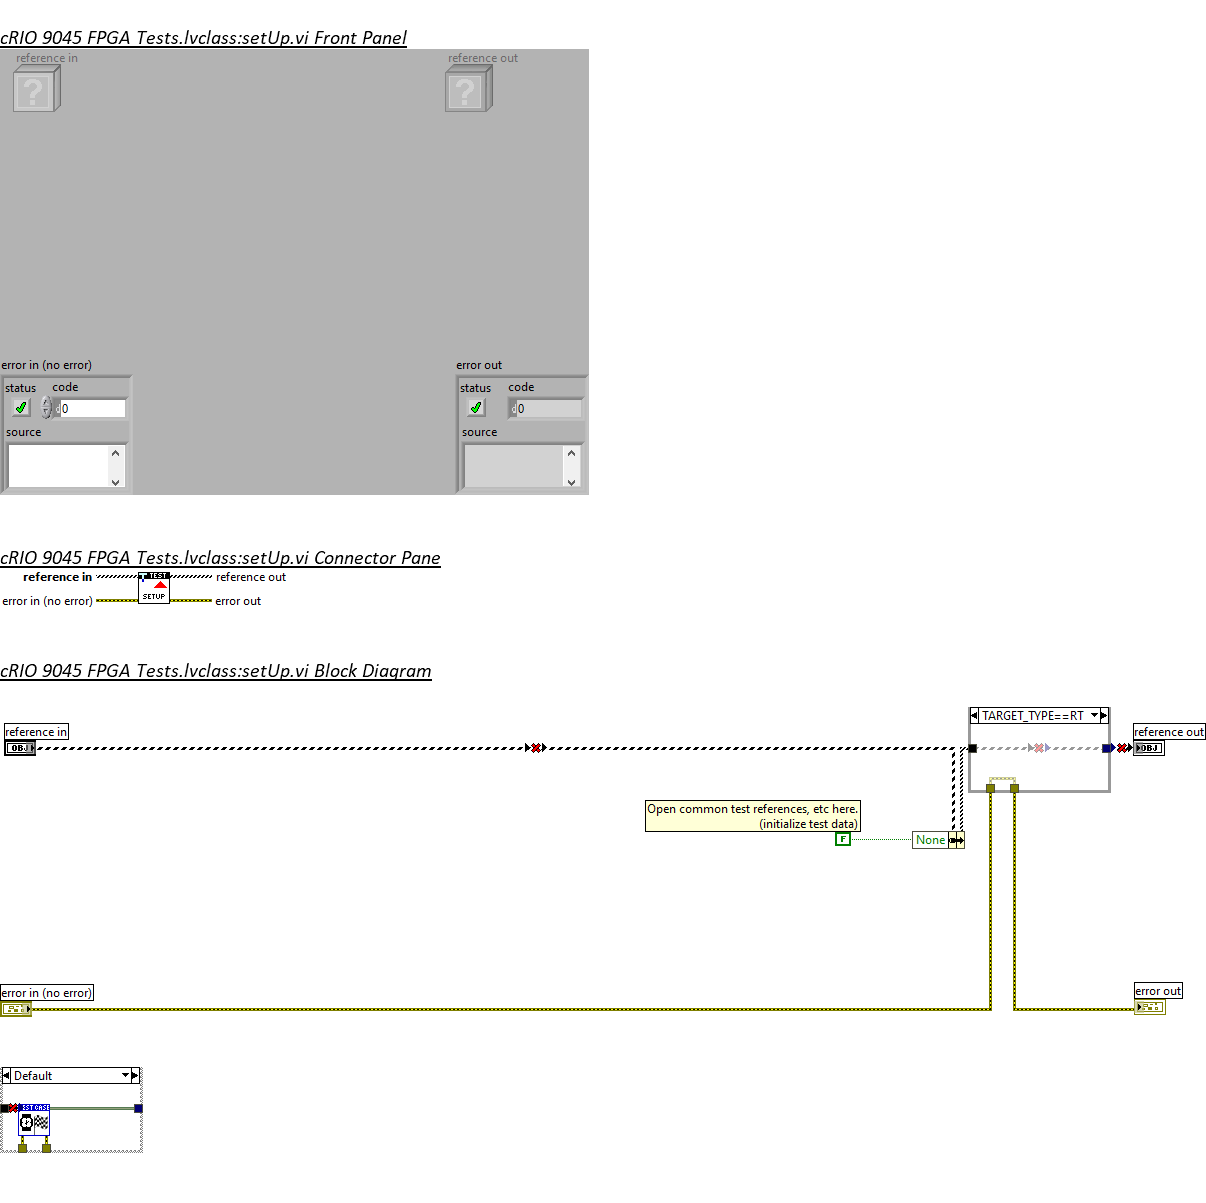 cRIO 9045 FPGA Tests.lvclass:setUp.vi Front Panel
reference in
reference out
?
?
error in (no error)
error out
status
code
status
code
d0
d0
source
source
cRIO 9045 FPGA Tests.lvclass:setUp.vi Connector Pane
reference in
TEST
reference out
SETUP
error in (no error)
error out
cRIO 9045 FPGA Tests.lvclass:setUp.vi Block Diagram
TARGET_TYPE==RT
reference in
reference out
OBJ
OBJ
Open common test references, etc here.
(initialize test data)
F
None
error in (no error)
error out
Default